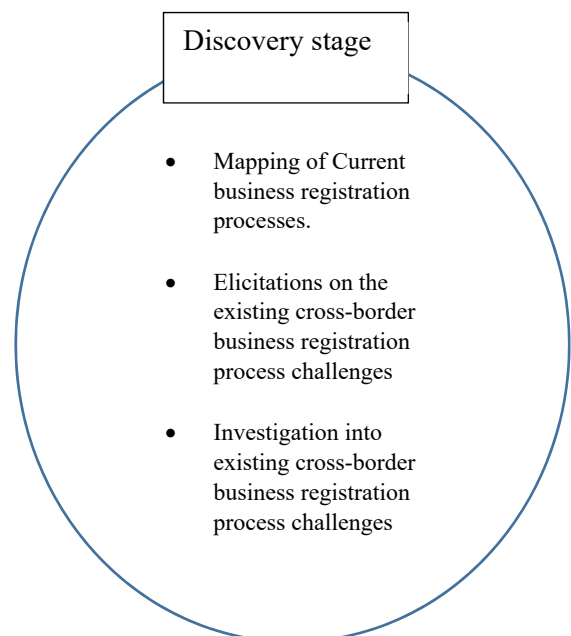 Discovery stage
• Mapping of Current
business registration
processes.
• Elicitations on the
existing cross-border
business registration
process challenges
• Investigation into
existing cross-border
business registration
process challenges